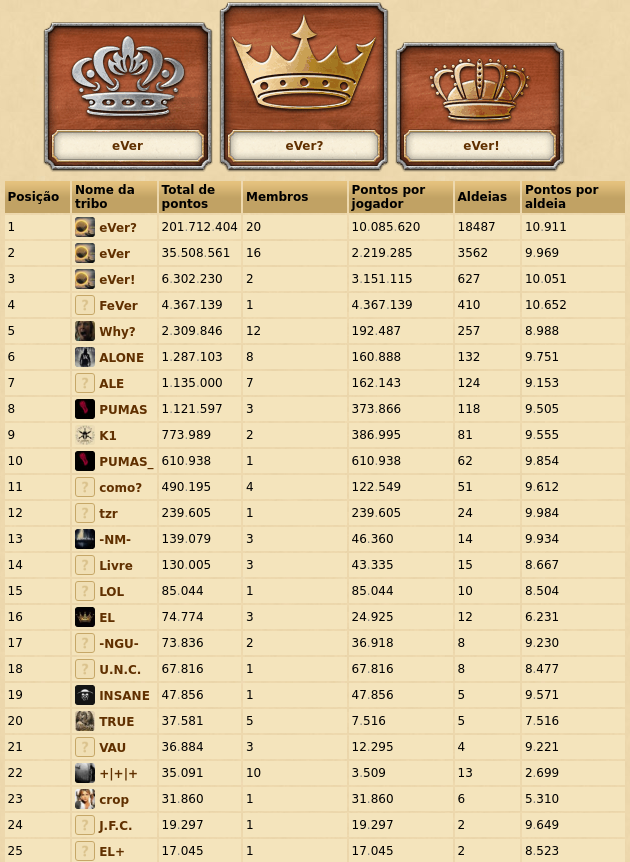 eVer
eVer?
eVer!
Posição Nome da tribo Total de pontos Membros Pontos por jogador Aldeias Pontos por aldeia
1 eVer? 201.712.404 20 10.085.620 18487 10.911
2 eVer 35.508.561 16 2.219.285 3562 9.969
3 eVer! 6.302.230 2 3.151.115 627 10.051
4 FeVer 4.367.139 1 4.367.139 410 10.652
5 Why? 2.309.846 12 192.487 257 8.988
6 ALONE 1.287.103 8 160.888 132 9.751
7 ALE 1.135.000 7 162.143 124 9.153
8 PUMAS 1.121.597 3 373.866 118 9.505
9 K1 773.989 2 386.995 81 9.555
10 PUMAS_ 610.938 1 610.938 62 9.854
11 como? 490.195 4 122.549 51 9.612
12 tzr 239.605 1 239.605 24 9.984
13 -NM- 139.079 3 46.360 14 9.934
14 Livre 130.005 3 43.335 15 8.667
15 LOL 85.044 1 85.044 10 8.504
16 EL 74.774 3 24.925 12 6.231
17 -NGU- 73.836 2 36.918 8 9.230
18 U.N.C. 67.816 1 67.816 8 8.477
19 INSANE 47.856 1 47.856 5 9.571
20 TRUE 37.581 5 7.516 5 7.516
21 VAU 36.884 3 12.295 4 9.221
22 +|+|+ 35.091 10 3.509 13 2.699
23 crop 31.860 1 31.860 6 5.310
24 J.F.C. 19.297 1 19.297 2 9.649
25 EL+ 17.045 1 17.045 2 8.523